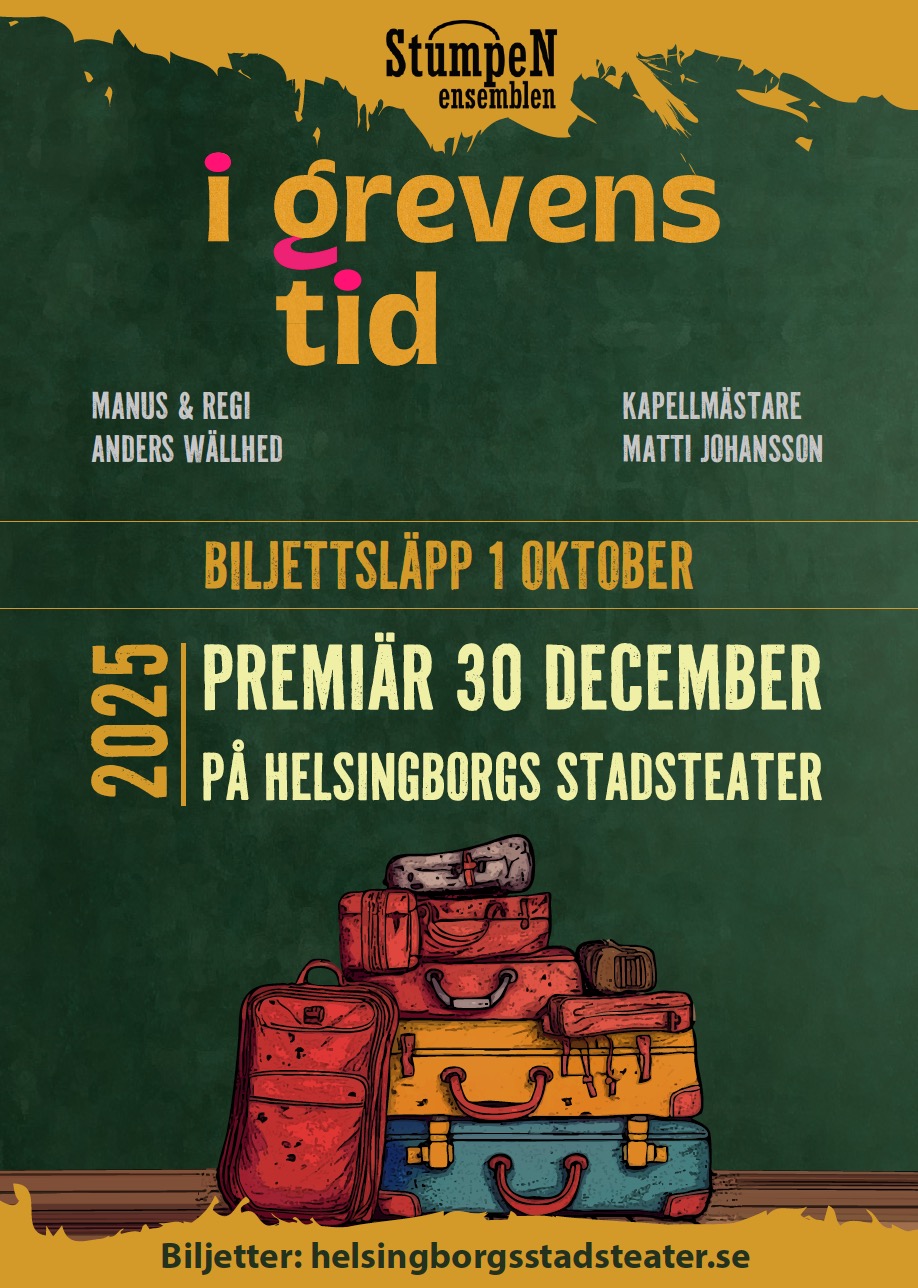 StumpeN
ensemblen
i grevens
tid
MANUS & REGI
ANDERS WÄLLHED
KAPELLMÄSTARE
MATTI JOHANSSON
BILJETTSLÄPP 1 OKTOBER
2025
PREMIÄR 30 DECEMBER
PÅ HELSINGBORGS STADSTEATER
Biljetter: helsingborgsstadsteater.se